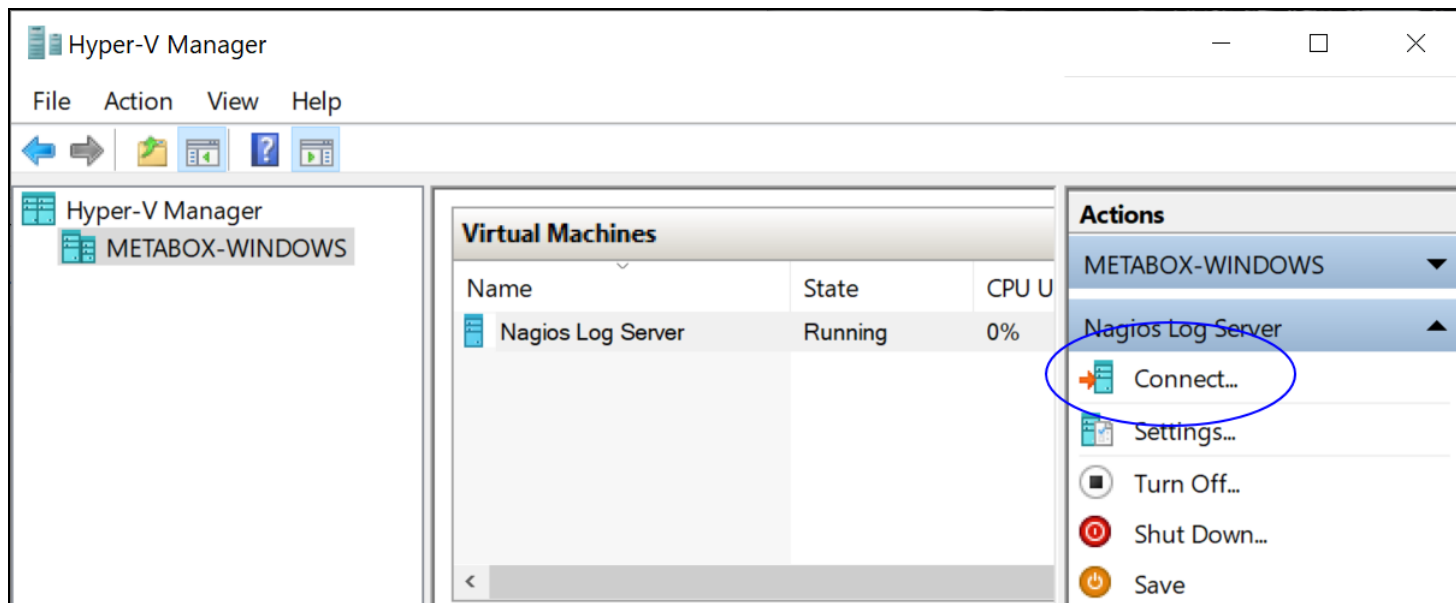 Hyper-V Manager
File Action View Help
Hyper-V Manager
METABOX-WINDOWS
Virtual Machines
Name State CPU U
Nagios Log Server Running 0%
Actions
METABOX-WINDOWS
Nagios Log Server
Connect...
Settings...
Turn Off...
Shut Down...
Save